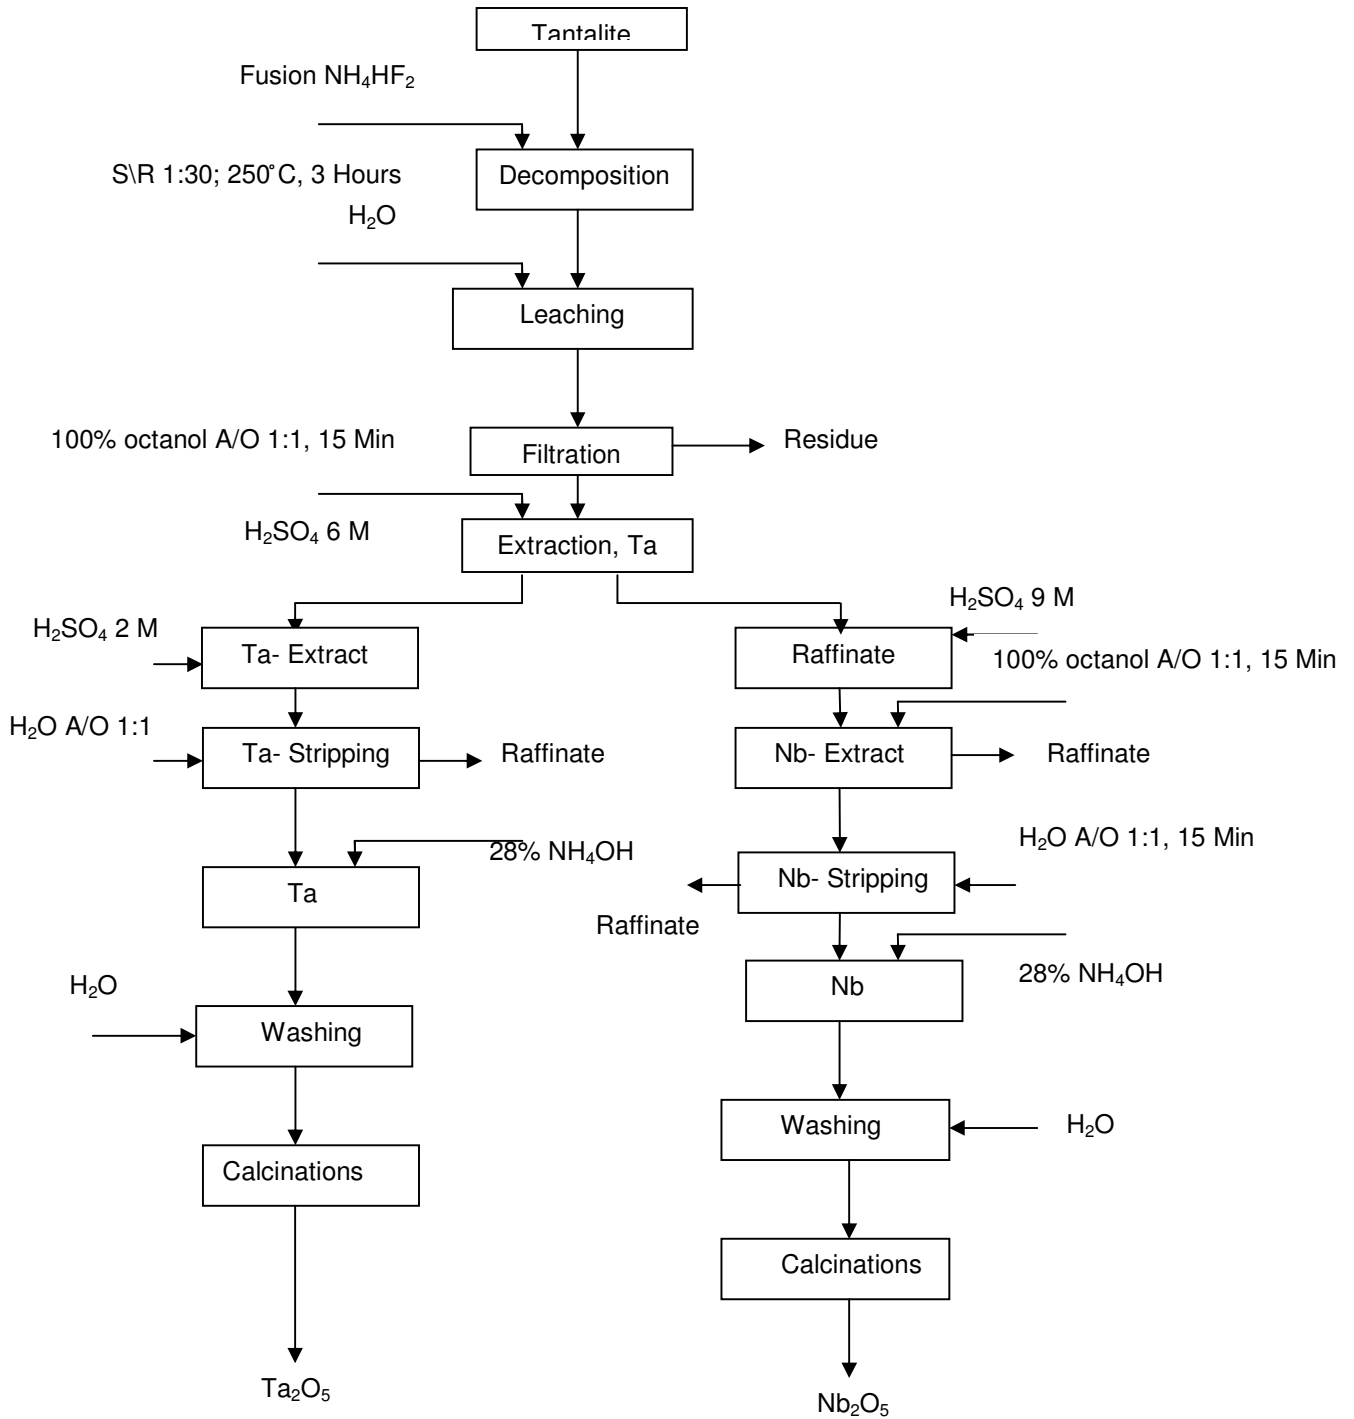 Tantalite
Fusion NH₄HF₂
S\R 1:30; 250°C, 3 Hours
Decomposition
H₂O
Leaching
100% octanol A/O 1:1, 15 Min
Filtration
Residue
H₂SO₄ 6 M
Extraction, Ta
H₂SO₄ 9 M
H₂SO₄ 2 M
Ta- Extract
Raffinate
100% octanol A/O 1:1, 15 Min
H₂O A/O 1:1
Ta- Stripping
Raffinate
Nb- Extract
Raffinate
28% NH₄OH
H₂O A/O 1:1, 15 Min
Ta
Nb- Stripping
Raffinate
H₂O
Nb
28% NH₄OH
Washing
Washing
H₂O
Calcinations
Calcinations
Ta₂O₅
Nb₂O₅